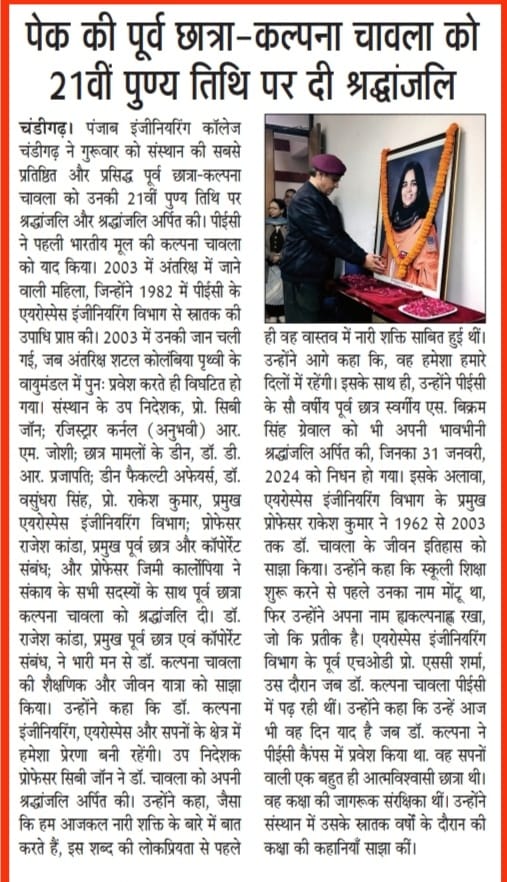 पेक की पूर्व छात्रा-कल्पना चावला को
21वीं पुण्य तिथि पर दी श्रद्धांजलि
चंडीगढ़। पंजाब इंजीनियरिंग कॉलेज
चंडीगढ़ ने गुरूवार को संस्थान की सबसे
प्रतिष्ठित और प्रसिद्ध पूर्व छात्रा-कल्पना
चावला को उनकी 21वीं पुण्य तिथि पर
श्रद्धांजलि और श्रद्धांजलि अर्पित की। पीईसी
ने पहली भारतीय मूल की कल्पना चावला
को याद किया। 2003 में अंतरिक्ष में जाने
वाली महिला, जिन्होंने 1982 में पीईसी के
एयरोस्पेस इंजीनियरिंग विभाग से स्नातक की
उपाधि प्राप्त की। 2003 में उनकी जान चली
गई, जब अंतरिक्ष शटल कोलंबिया पृथ्वी के
वायुमंडल में पुनः प्रवेश करते ही विघटित हो
गया। संस्थान के उप निदेशक, प्रो. सिबी
जॉन; रजिस्ट्रार कर्नल (अनुभवी) आर.
एम. जोशी; छात्र मामलों के डीन, डॉ. डी.
आर. प्रजापति; डीन फैकल्टी अफेयर्स, डॉ.
वसुंधरा सिंह, प्रो. राकेश कुमार, प्रमुख
एयरोस्पेस इंजीनियरिंग विभाग; प्रोफेसर
राजेश कांडा, प्रमुख पूर्व छात्र और कॉर्पोरेट
संबंध; और प्रोफेसर जिमी कार्लोपिया ने
संकाय के सभी सदस्यों के साथ पूर्व छात्रा
कल्पना चावला को श्रद्धांजलि दी। डॉ.
राजेश कांडा, प्रमुख पूर्व छात्र एवं कॉर्पोरेट
संबंध, ने भारी मन से डॉ. कल्पना चावला
की शैक्षणिक और जीवन यात्रा को साझा
किया। उन्होंने कहा कि डॉ. कल्पना
इंजीनियरिंग, एयरोस्पेस और सपनों के क्षेत्र में
हमेशा प्रेरणा बनी रहेंगी। उप निदेशक
प्रोफेसर सिबी जॉन ने डॉ. चावला को अपनी
श्रद्धांजलि अर्पित की। उन्होंने कहा, जैसा
कि हम आजकल नारी शक्ति के बारे में बात
करते हैं, इस शब्द की लोकप्रियता से पहले
ही वह वास्तव में नारी शक्ति साबित हुई थीं।
उन्होंने आगे कहा कि, वह हमेशा हमारे
दिलों में रहेंगी। इसके साथ ही, उन्होंने पीईसी
के सौ वर्षीय पूर्व छात्र स्वर्गीय एस. बिक्रम
सिंह ग्रेवाल को भी अपनी भावभीनी
श्रद्धांजलि अर्पित की, जिनका 31 जनवरी,
2024 को निधन हो गया। इसके अलावा,
एयरोस्पेस इंजीनियरिंग विभाग के प्रमुख
प्रोफेसर राकेश कुमार ने 1962 से 2003
तक डॉ. चावला के जीवन इतिहास को
साझा किया। उन्होंने कहा कि स्कूली शिक्षा
शुरू करने से पहले उनका नाम मोंटू था,
फिर उन्होंने अपना नाम ह्यकल्पनाह्ण रखा,
जो कि प्रतीक है। एयरोस्पेस इंजीनियरिंग
विभाग के पूर्व एचओडी प्रो. एससी शर्मा,
उस दौरान जब डॉ. कल्पना चावला पीईसी
में पढ़ रही थीं। उन्होंने कहा कि उन्हें आज
भी वह दिन याद है जब डॉ. कल्पना ने
पीईसी कैंपस में प्रवेश किया था. वह सपनों
वाली एक बहुत ही आत्मविश्वासी छात्रा थी।
वह कक्षा की जागरूक संरक्षिका थीं। उन्होंने
संस्थान में उसके स्नातक वर्षों के दौरान की
कक्षा की कहानियाँ साझा कीं।